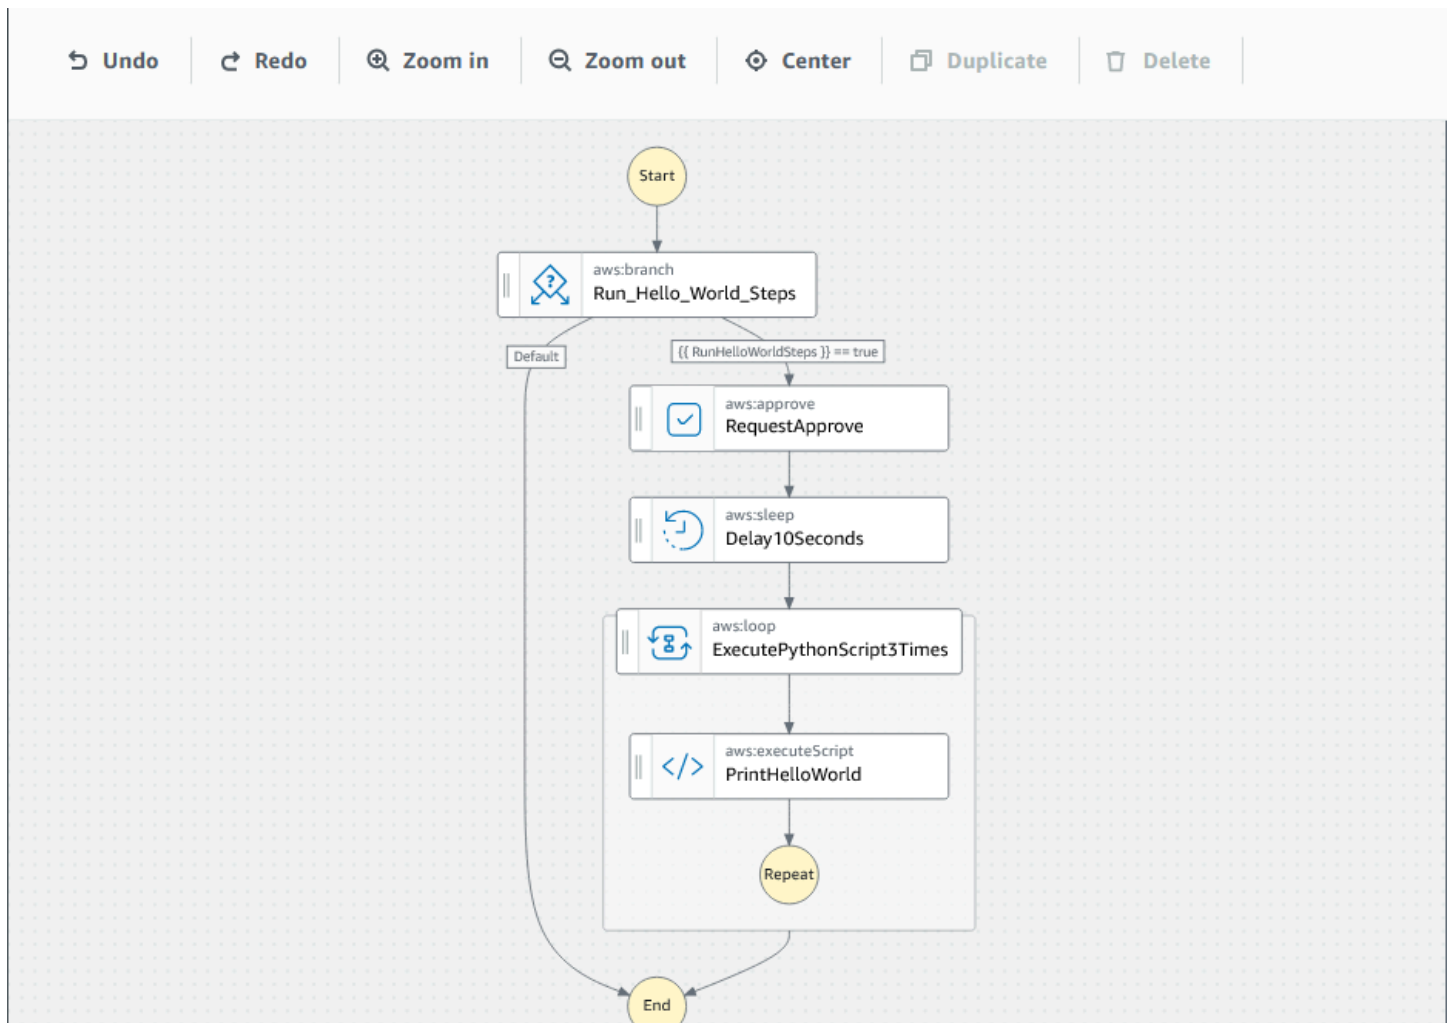 Undo
Redo
Zoom in
Zoom out
Center
Duplicate
Delete
Start
aws:branch
Run_Hello_World_Steps
Default
{{ RunHelloWorldSteps }} == true
aws:approve
RequestApprove
aws:sleep
Delay10Seconds
aws:loop
ExecutePythonScript3Times
aws:executeScript
PrintHelloWorld
Repeat
End